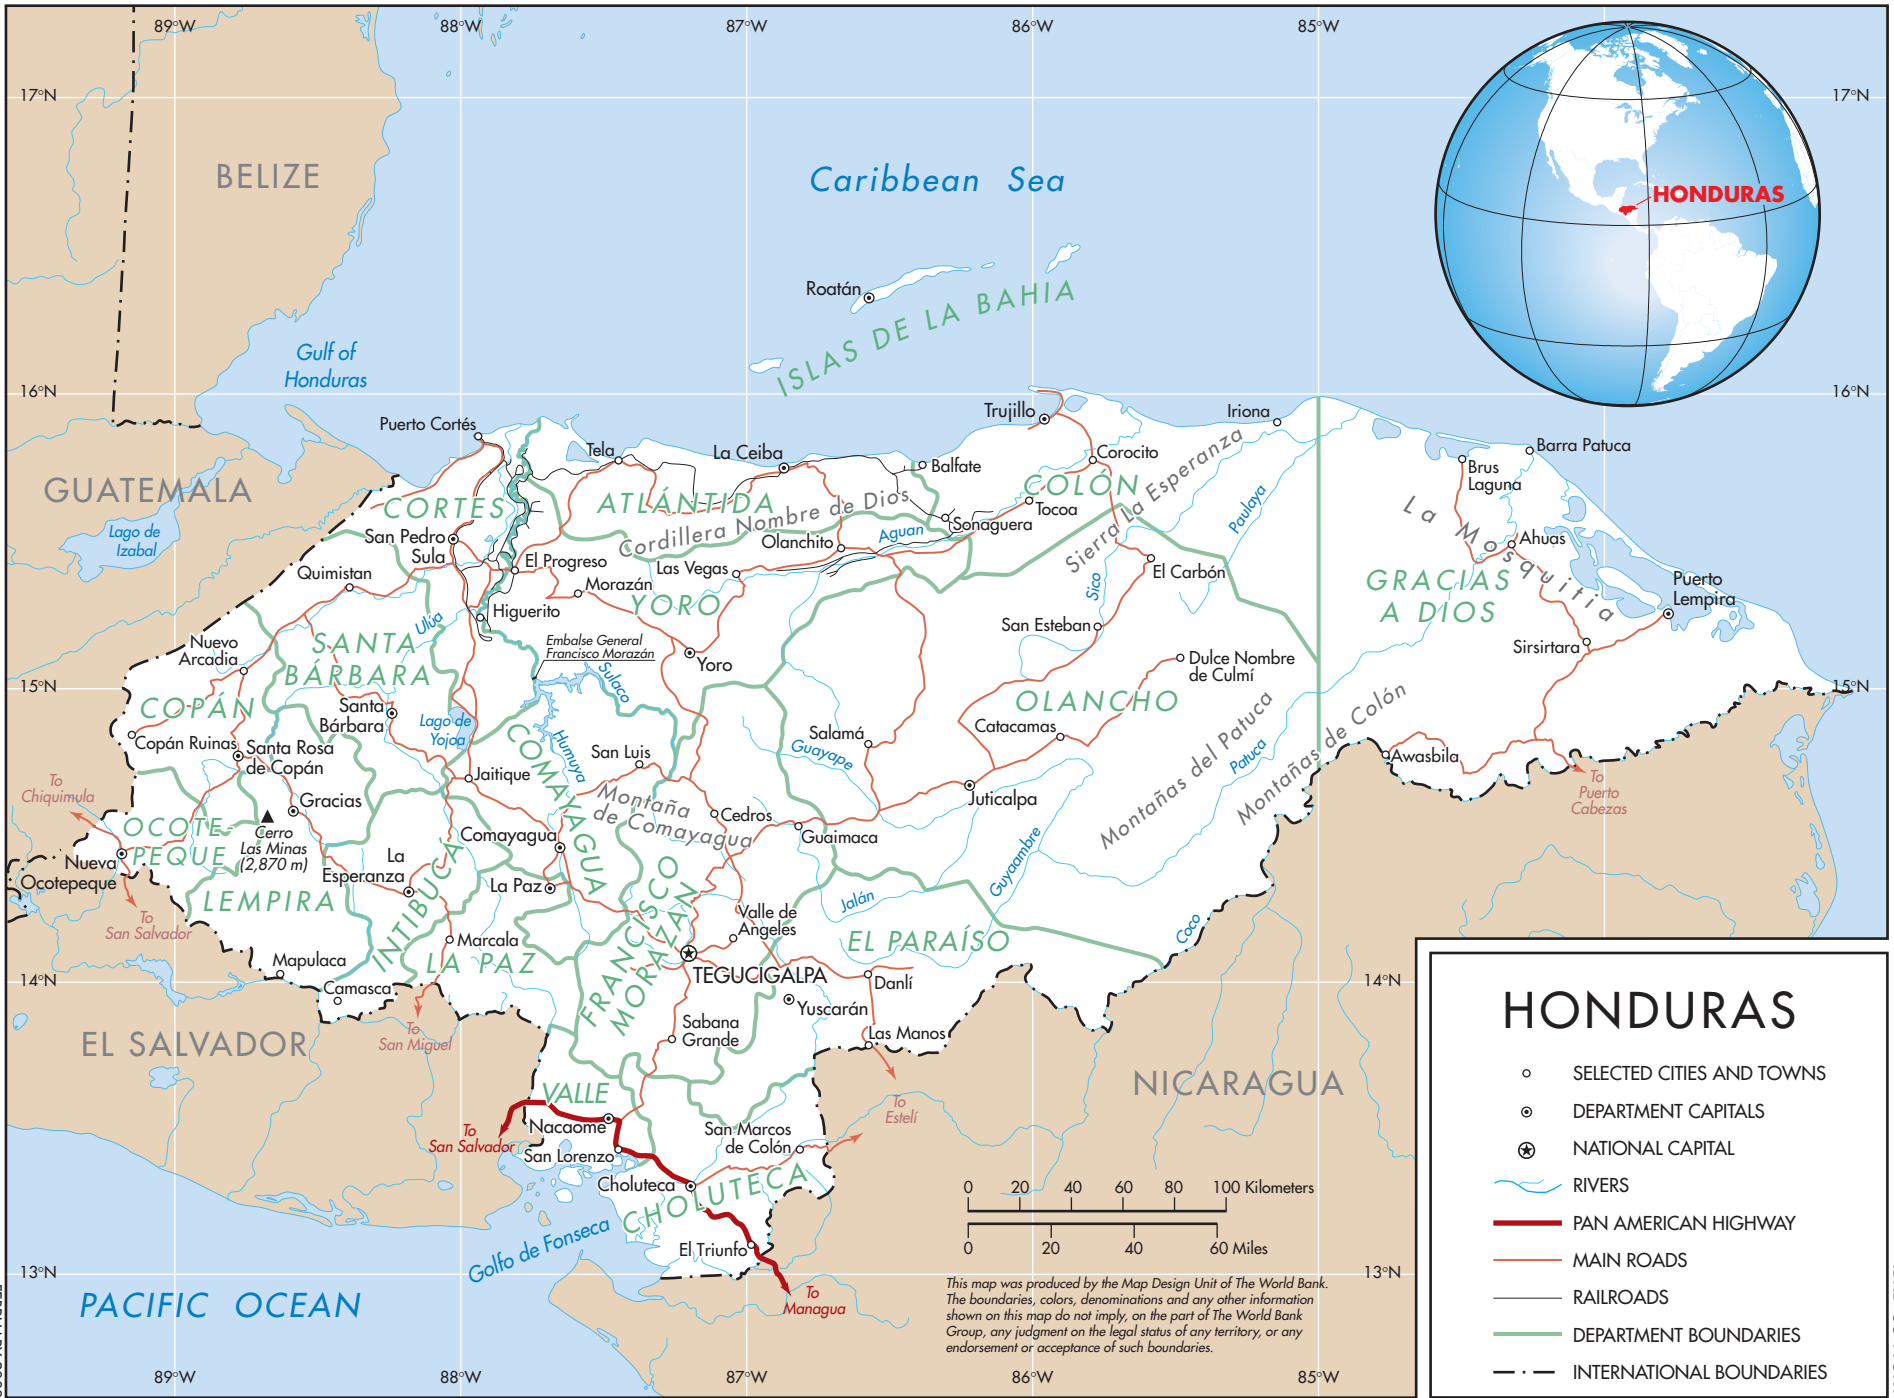 89°W
88°W
87°W
86°W
85°W
17°N
17°N
BELIZE
Caribbean Sea
HONDURAS
Roatán
ISLAS DE LA BAHIA
Gulf of
Honduras
16°N
16°N
Puerto Cortés
Trujillo
Iriona
Tela
La Ceiba
Balfate
Corocito
Barra Patuca
Brus
Laguna
GUATEMALA
Lago de
Izabal
CORTES
ATLÁNTIDA
COLÓN
Cordillera Nombre de Dios
Sierra La Esperanza
Paulaya
La Mosquitia
San Pedro
Sula
Sonaguera
Tocoa
Aguan
Olanchito
Ahuas
El Progreso
Las Vegas
El Carbón
Quimistan
Morazán
YORO
Sico
GRACIAS
A DIOS
Puerto
Lempira
Higuerito
Ulúa
San Esteban
Sirsirtara
SANTA
BÁRBARA
Embalse General
Francisco Morazán
Nuevo
Arcadia
Yoro
Sulaco
Dulce Nombre
de Culmí
15°N
15°N
COPÁN
Santa
Bárbara
Lago de
Yojoa
OLANCHO
Catacamas
Salamá
Guayape
Montañas del Patuca
Patuca
Montañas de Colón
Awasbila
Copán Ruinas
Santa Rosa
de Copán
COMAYAGUA
Humuya
San Luis
Jaitique
Juticalpa
To
Chiquimula
To
Puerto
Cabezas
Gracias
Montaña
de Comayagua
Cedros
Guaimaca
OCOTE-
PEQUE
Cerro
Las Minas
(2,870 m)
Comayagua
Nueva
Ocotepeque
La
Esperanza
La Paz
FRANCISCO
MORAZÁN
Guyaambre
Jalán
LEMPIRA
INTIBUCÁ
Valle de
Angeles
To
San Salvador
Marcala
LA PAZ
EL PARAÍSO
Coco
Mapulaca
TEGUCIGALPA
Danlí
14°N
14°N
Camasca
Yuscarán
EL SALVADOR
To
San Miguel
Sabana
Grande
Las Manos
NICARAGUA
To
Estelí
VALLE
Nacaome
To
San Salvador
San Lorenzo
San Marcos
de Colón
Choluteca
CHOLUTECA
Golfo de Fonseca
El Triunfo
To
Managua
13°N
13°N
PACIFIC OCEAN
0 20 40 60 80 100 Kilometers
0 20 40 60 Miles
This map was produced by the Map Design Unit of The World Bank.
The boundaries, colors, denominations and any other information
shown on this map do not imply, on the part of The World Bank
Group, any judgment on the legal status of any territory, or any
endorsement or acceptance of such boundaries.
89°W
88°W
87°W
86°W
85°W
HONDURAS
SELECTED CITIES AND TOWNS
DEPARTMENT CAPITALS
NATIONAL CAPITAL
RIVERS
PAN AMERICAN HIGHWAY
MAIN ROADS
RAILROADS
DEPARTMENT BOUNDARIES
INTERNATIONAL BOUNDARIES